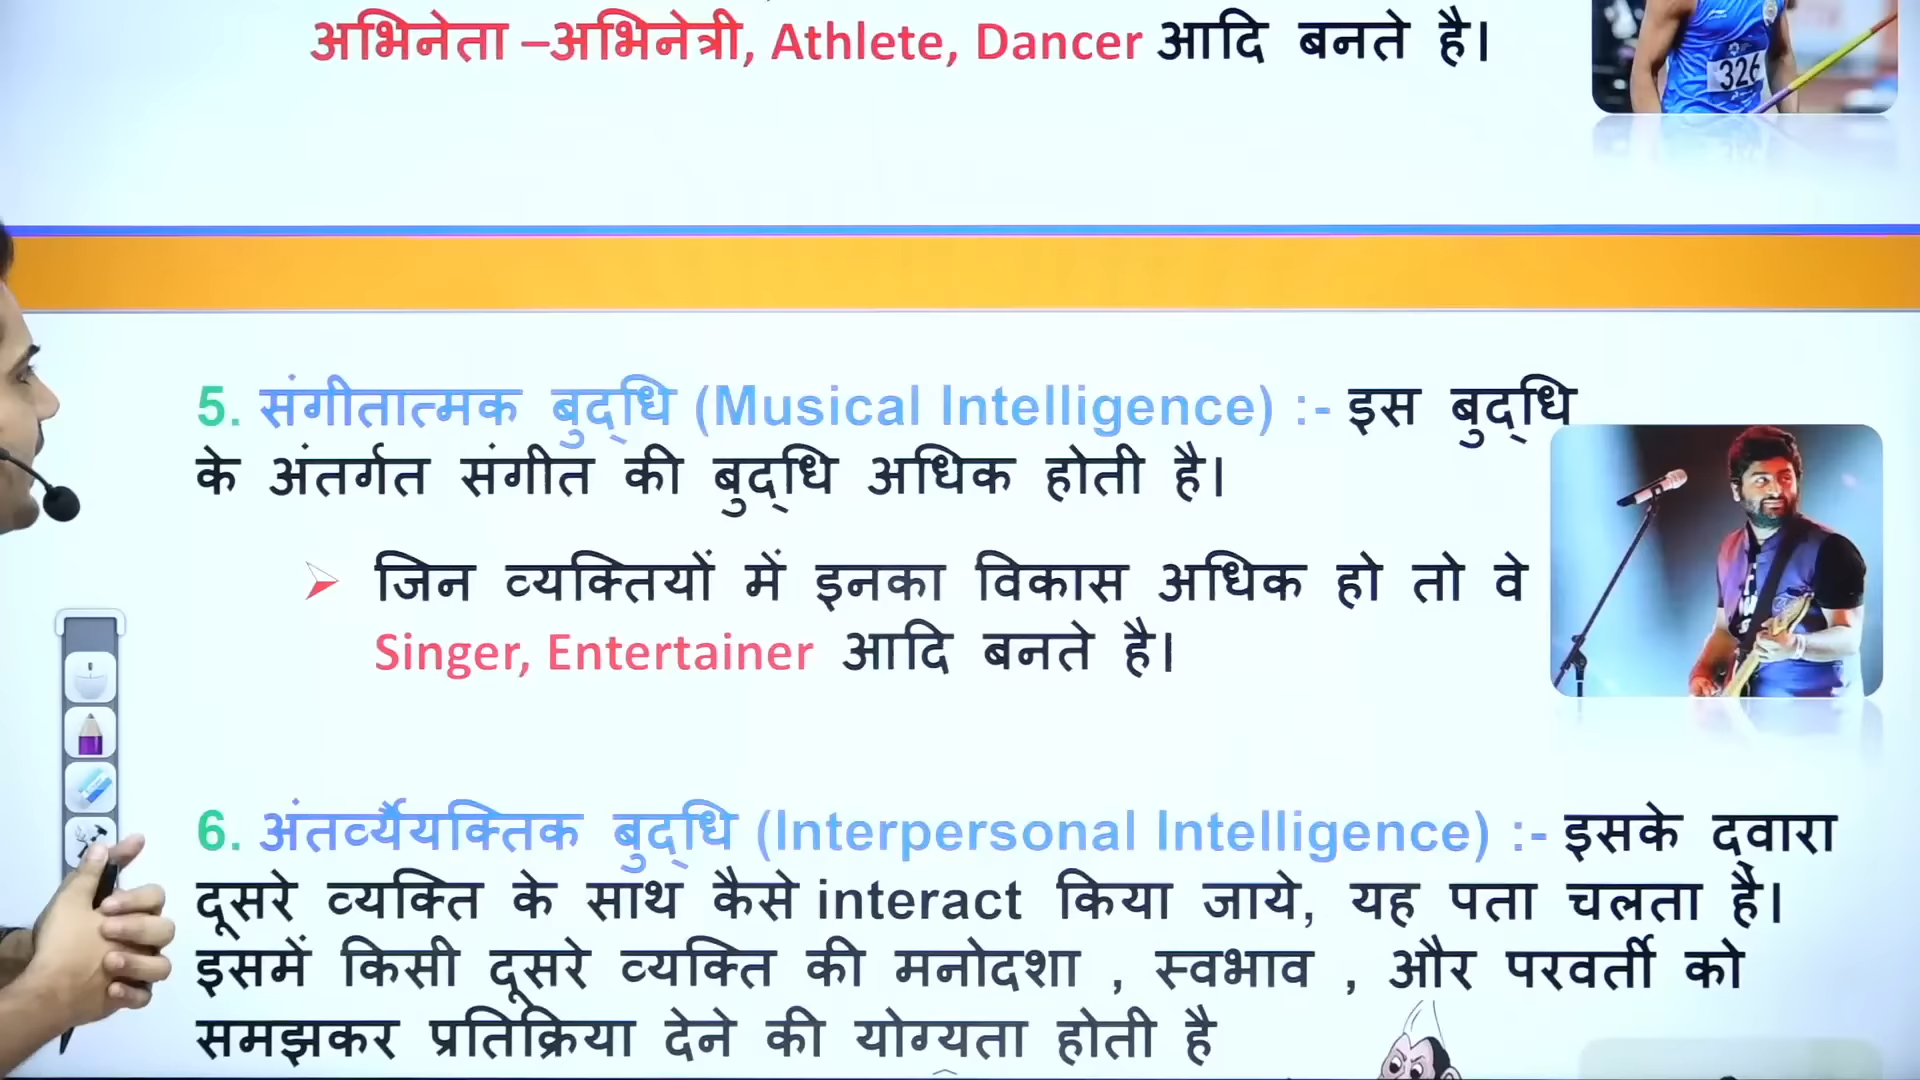 अभिनेता –अभिनेत्री, Athlete, Dancer आदि बनते है।
326
5. संगीतात्मक बुद्धि (Musical Intelligence) :- इस बुद्धि
के अंतर्गत संगीत की बुद्धि अधिक होती है।
जिन व्यक्तियों में इनका विकास अधिक हो तो वे
Singer, Entertainer आदि बनते है।
6. अंतर्व्यैयक्तिक बुद्धि (Interpersonal Intelligence) :- इसके द्वारा
दूसरे व्यक्ति के साथ कैसे interact किया जाये, यह पता चलता है।
इसमें किसी दूसरे व्यक्ति की मनोदशा , स्वभाव , और परवर्ती को
समझकर प्रतिक्रिया देने की योग्यता होती है